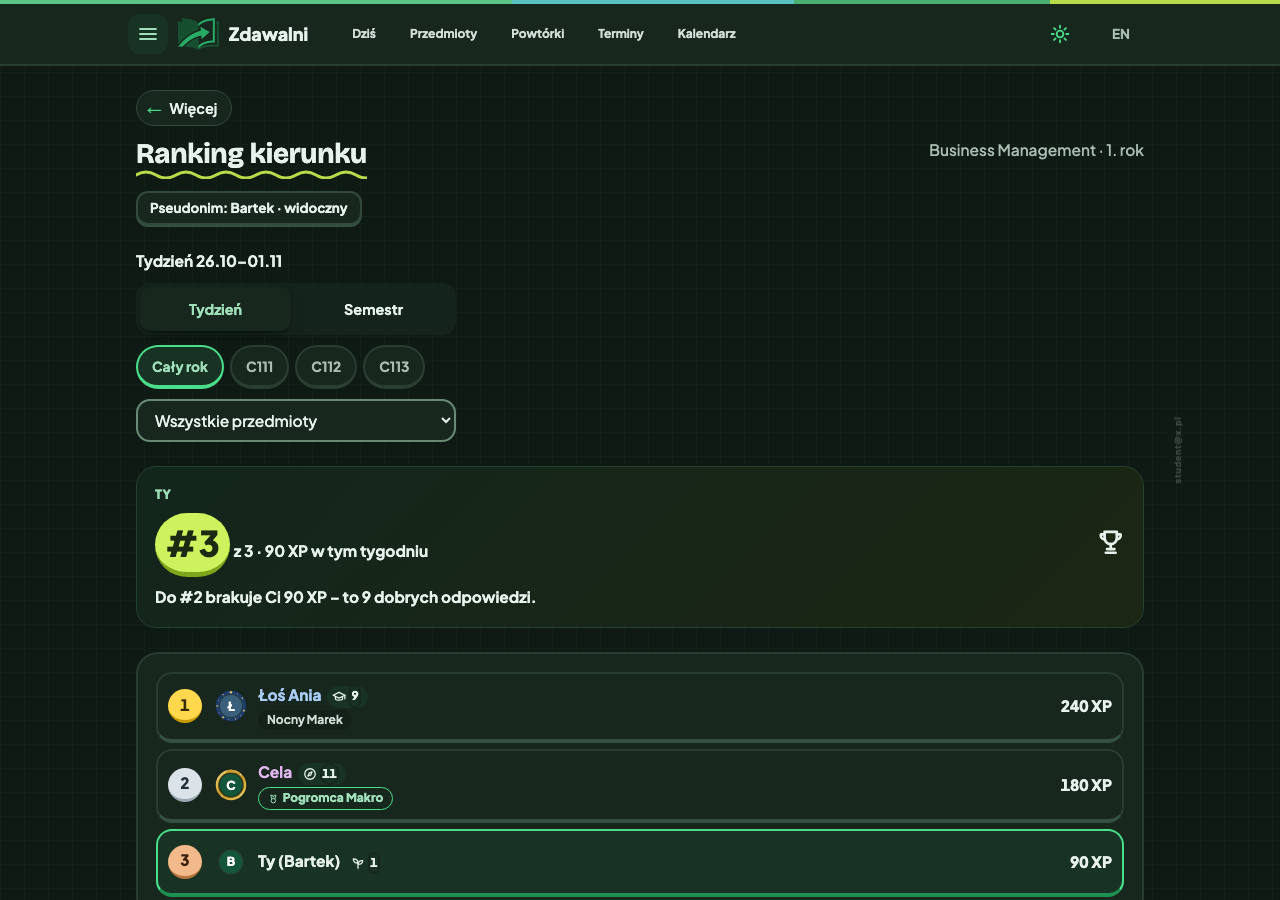 Zdawalni
Dziś
Przedmioty
Powtórki
Terminy
Kalendarz
EN
← Więcej
Ranking kierunku
Business Management · 1. rok
Pseudonim: Bartek · widoczny
Tydzień 26.10–01.11
Tydzień
Semestr
Cały rok
C111
C112
C113
Wszystkie przedmioty
student@x.pl
TY
#3 z 3 · 90 XP w tym tygodniu
Do #2 brakuje Ci 90 XP – to 9 dobrych odpowiedzi.
1
Ł
Łoś Ania
9
Nocny Marek
240 XP
2
C
Cela
11
Pogromca Makro
180 XP
3
B
Ty (Bartek)
1
90 XP